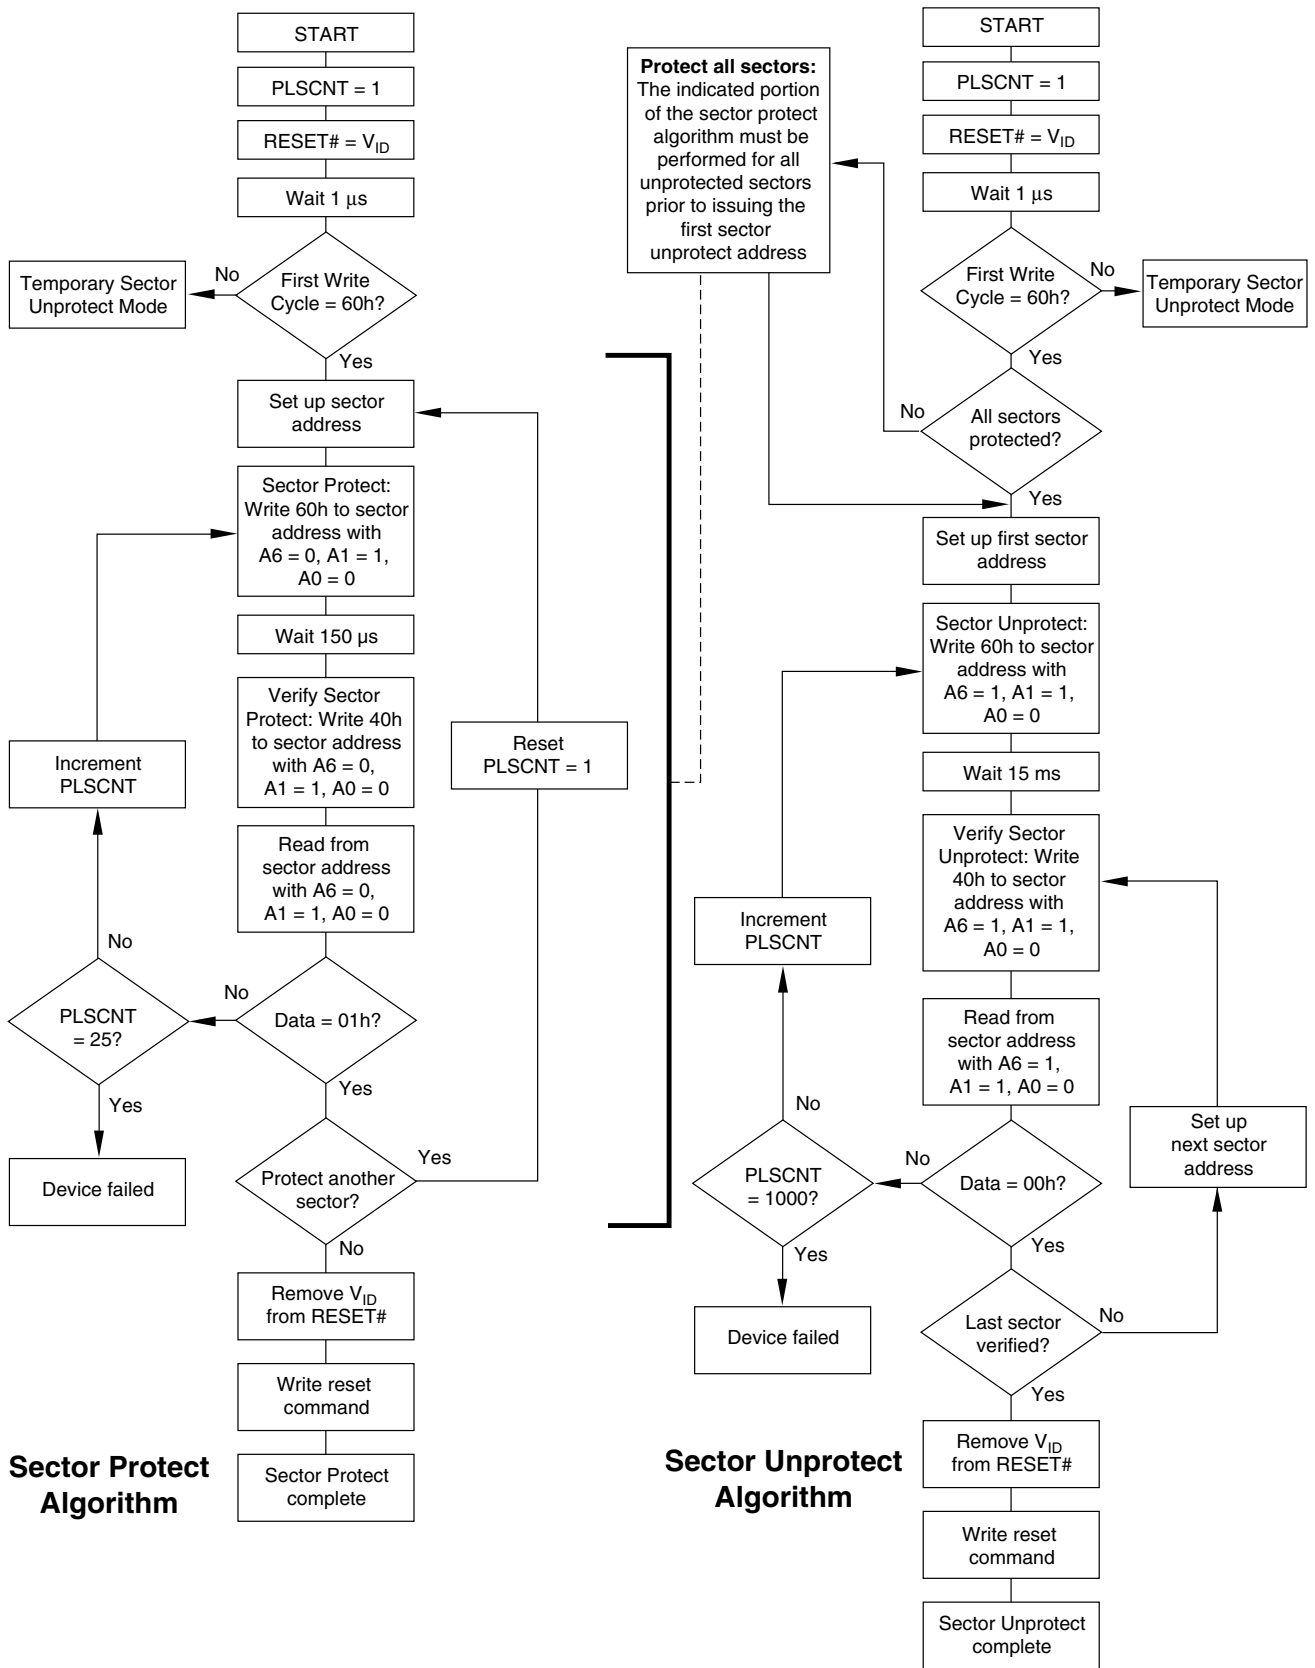 START
PLSCNT = 1
RESET# = VID
Wait 1 μs
First Write
Cycle = 60h?
No
Temporary Sector
Unprotect Mode
Yes
Set up sector
address
Sector Protect:
Write 60h to sector
address with
A6 = 0, A1 = 1,
A0 = 0
Wait 150 µs
Verify Sector
Protect: Write 40h
to sector address
with A6 = 0,
A1 = 1, A0 = 0
Increment
PLSCNT
Reset
PLSCNT = 1
Read from
sector address
with A6 = 0,
A1 = 1, A0 = 0
No
PLSCNT
= 25?
No
Data = 01h?
Yes
Yes
Device failed
Protect another
sector?
Yes
No
Remove VID
from RESET#
Write reset
command
Sector Protect
complete
Sector Protect
Algorithm
Protect all sectors:
The indicated portion
of the sector protect
algorithm must be
performed for all
unprotected sectors
prior to issuing the
first sector
unprotect address
START
PLSCNT = 1
RESET# = VID
Wait 1 μs
First Write
Cycle = 60h?
No
Temporary Sector
Unprotect Mode
Yes
No
All sectors
protected?
Yes
Set up first sector
address
Sector Unprotect:
Write 60h to sector
address with
A6 = 1, A1 = 1,
A0 = 0
Wait 15 ms
Verify Sector
Unprotect: Write
40h to sector
address with
A6 = 1, A1 = 1,
A0 = 0
Increment
PLSCNT
Read from
sector address
with A6 = 1,
A1 = 1, A0 = 0
No
Set up
next sector
address
PLSCNT
= 1000?
No
Data = 00h?
Yes
Yes
Device failed
Last sector
verified?
No
Yes
Remove VID
from RESET#
Write reset
command
Sector Unprotect
complete
Sector Unprotect
Algorithm